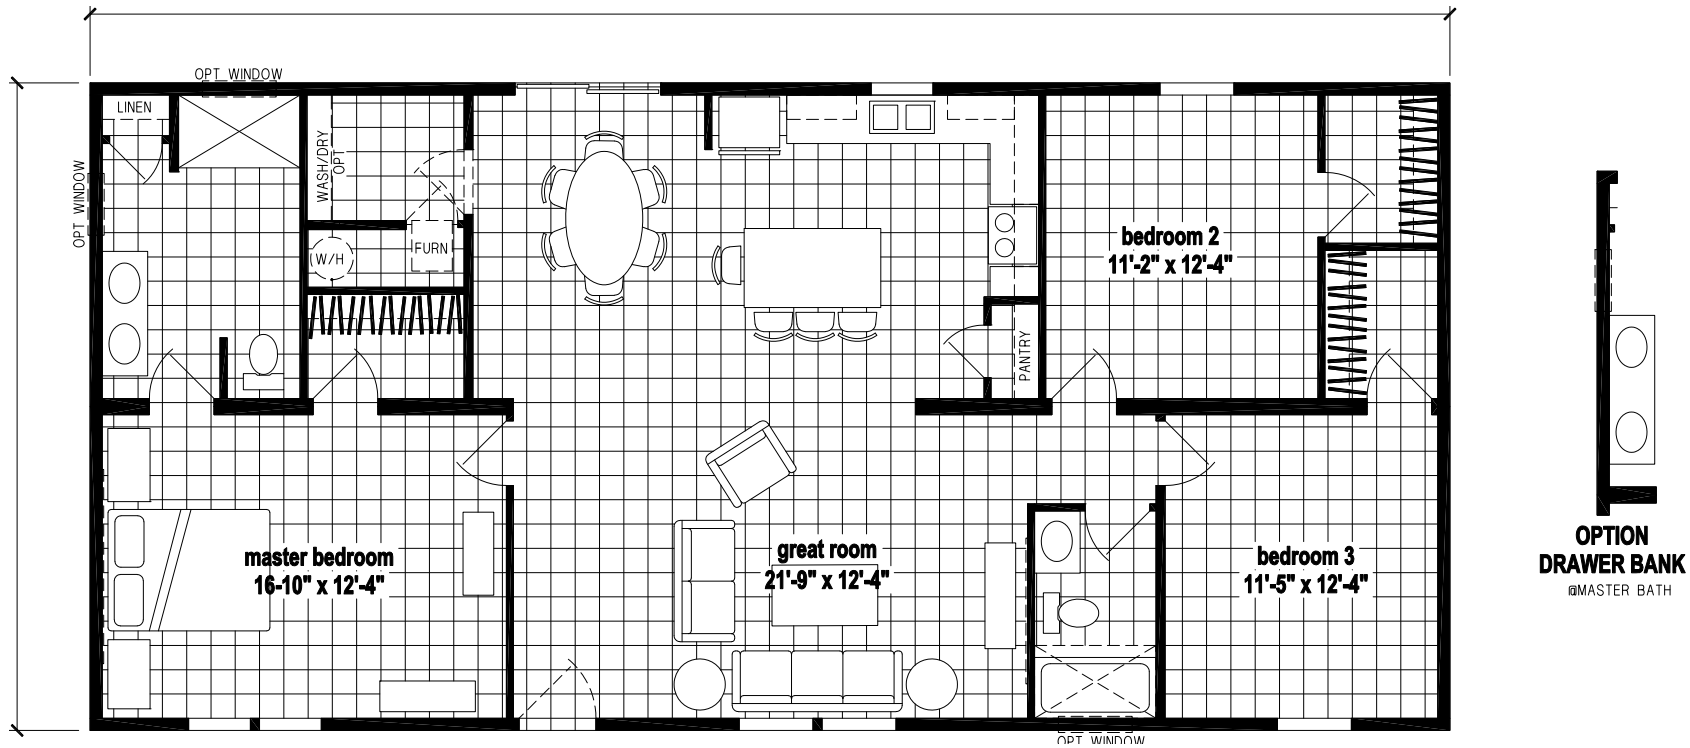 OPT WINDOW
LINEN
OPT WINDOW
WASH/DRY
OPT
W/H
FURN
bedroom 2
11'-2" x 12'-4"
PANTRY
master bedroom
16-10" x 12'-4"
great room
21'-9" x 12'-4"
bedroom 3
11'-5" x 12'-4"
OPT WINDOW
OPTION
DRAWER BANK
@MASTER BATH